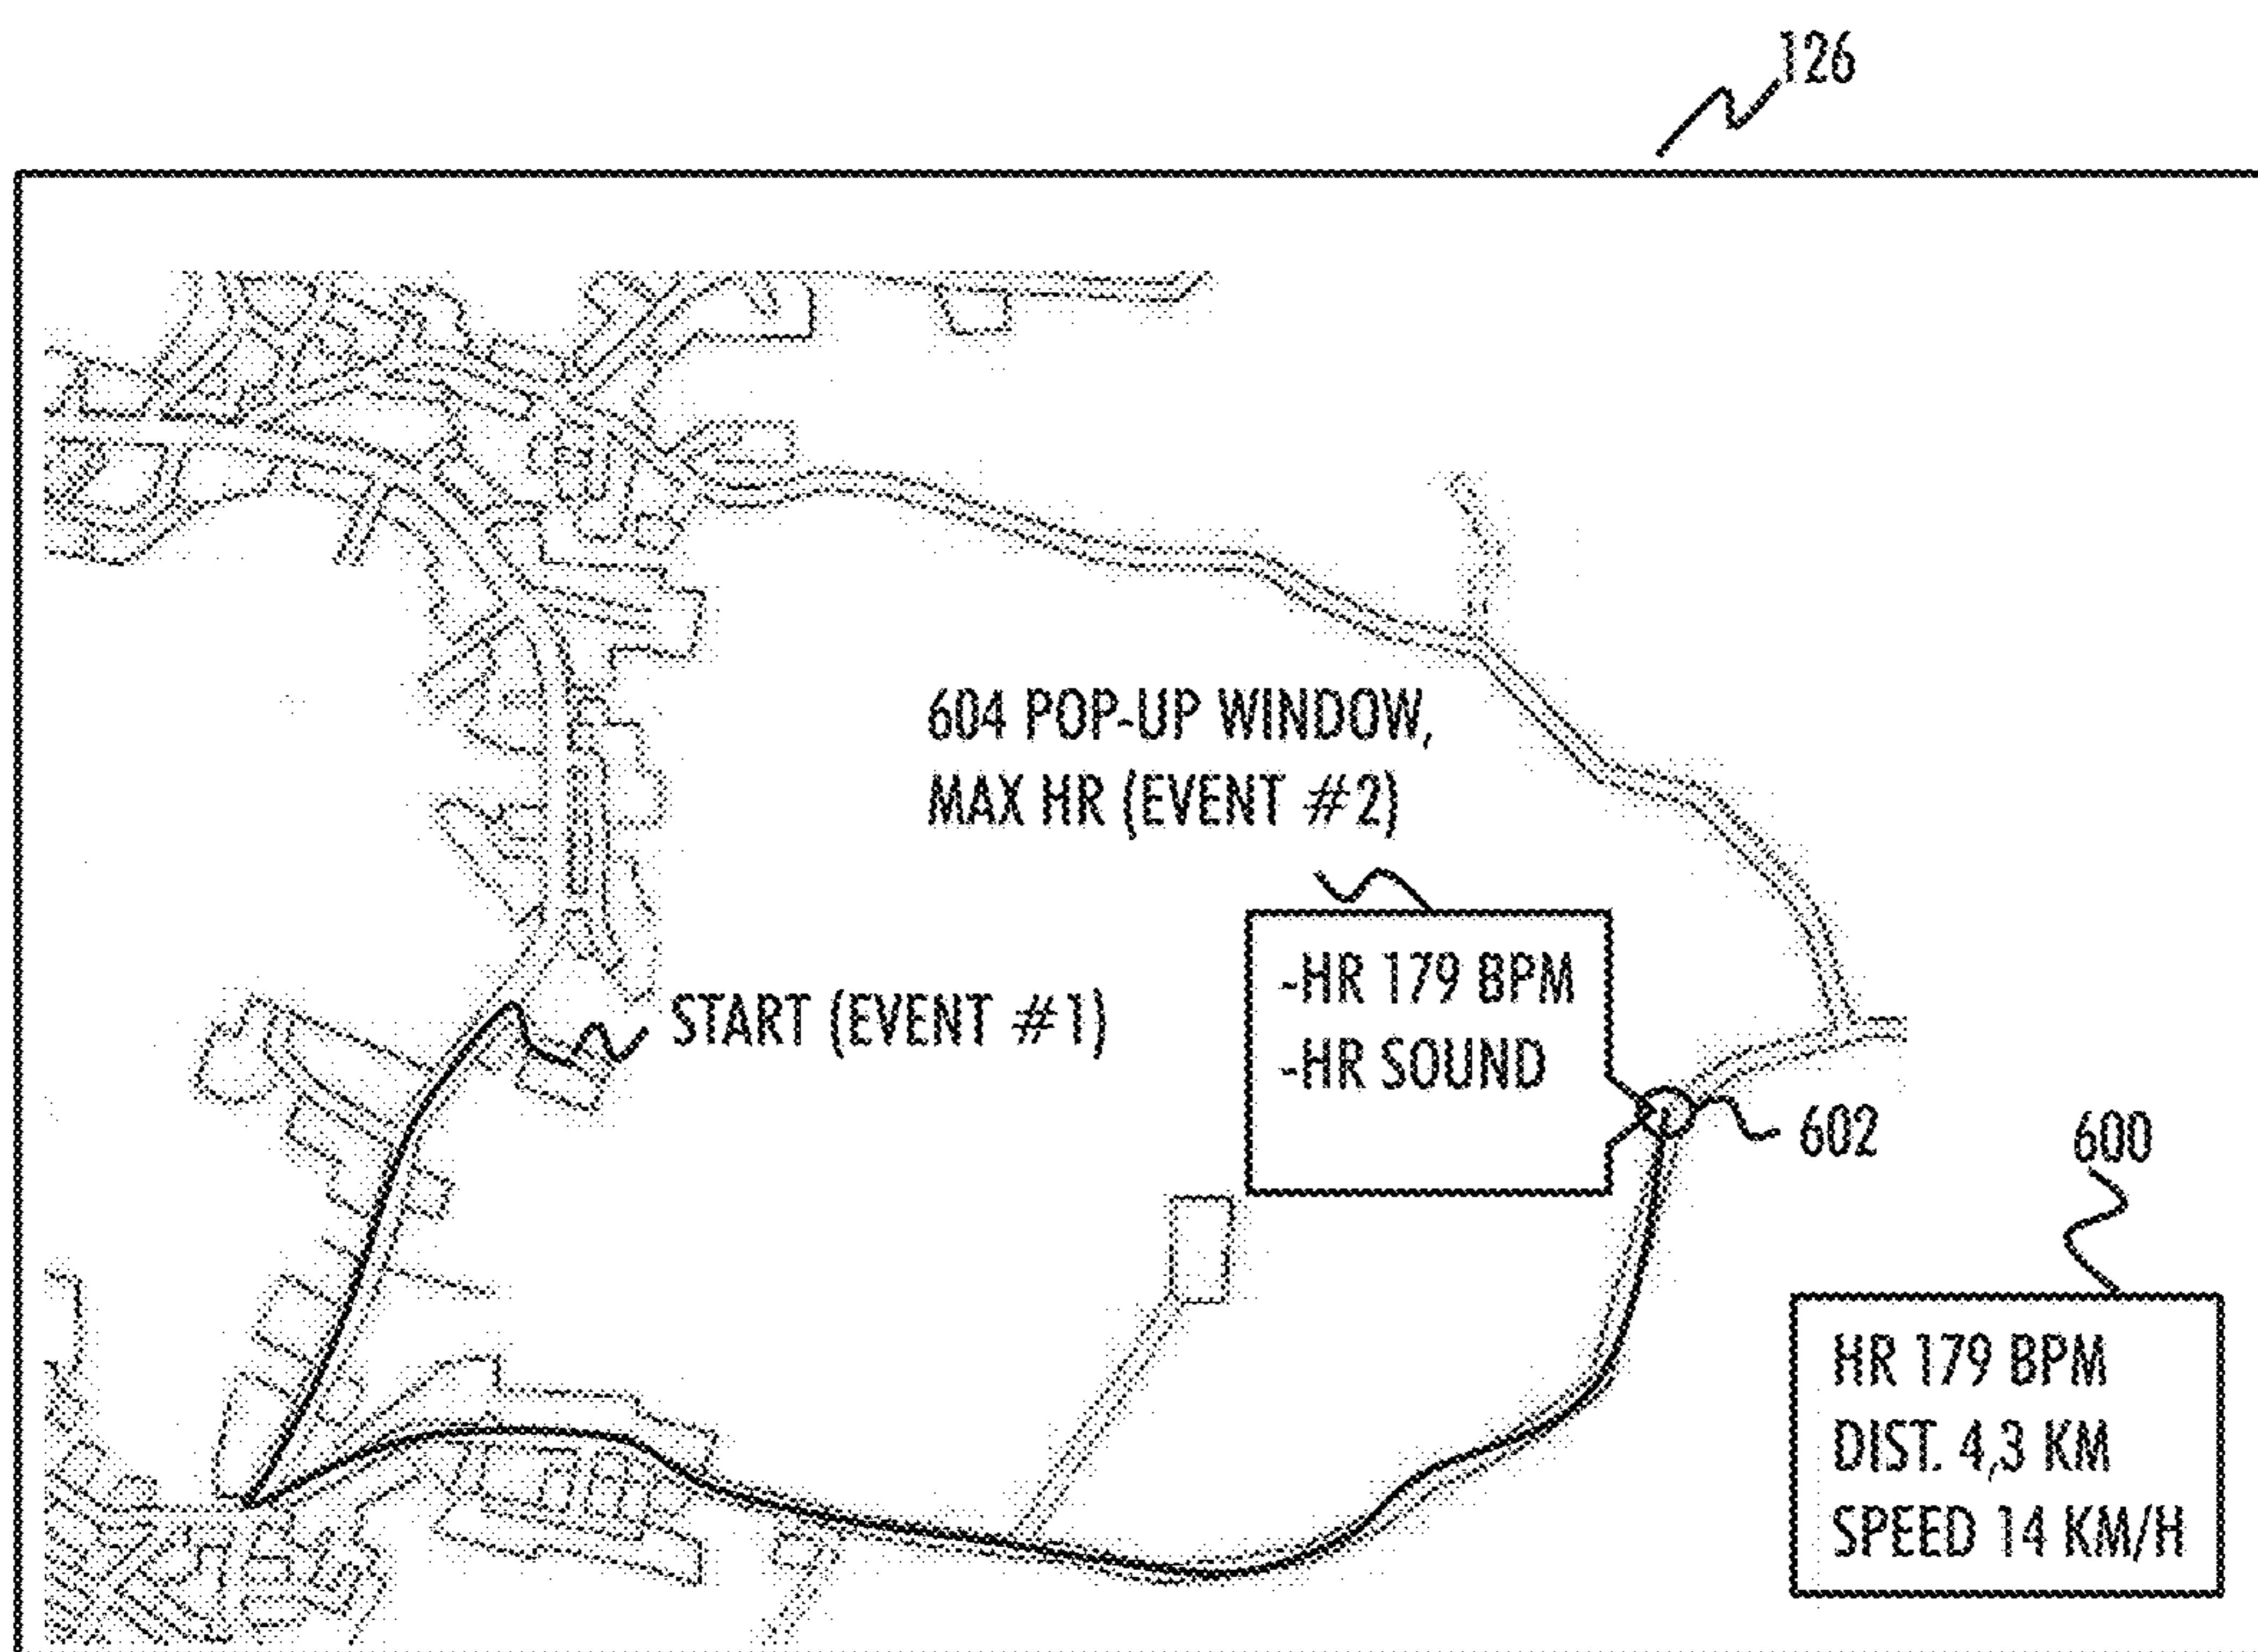 126
604 POP-UP WINDOW,
MAX HR (EVENT #2)
-HR 179 BPM
-HR SOUND
START (EVENT #1)
602
600
HR 179 BPM
DIST. 4,3 KM
SPEED 14 KM/H